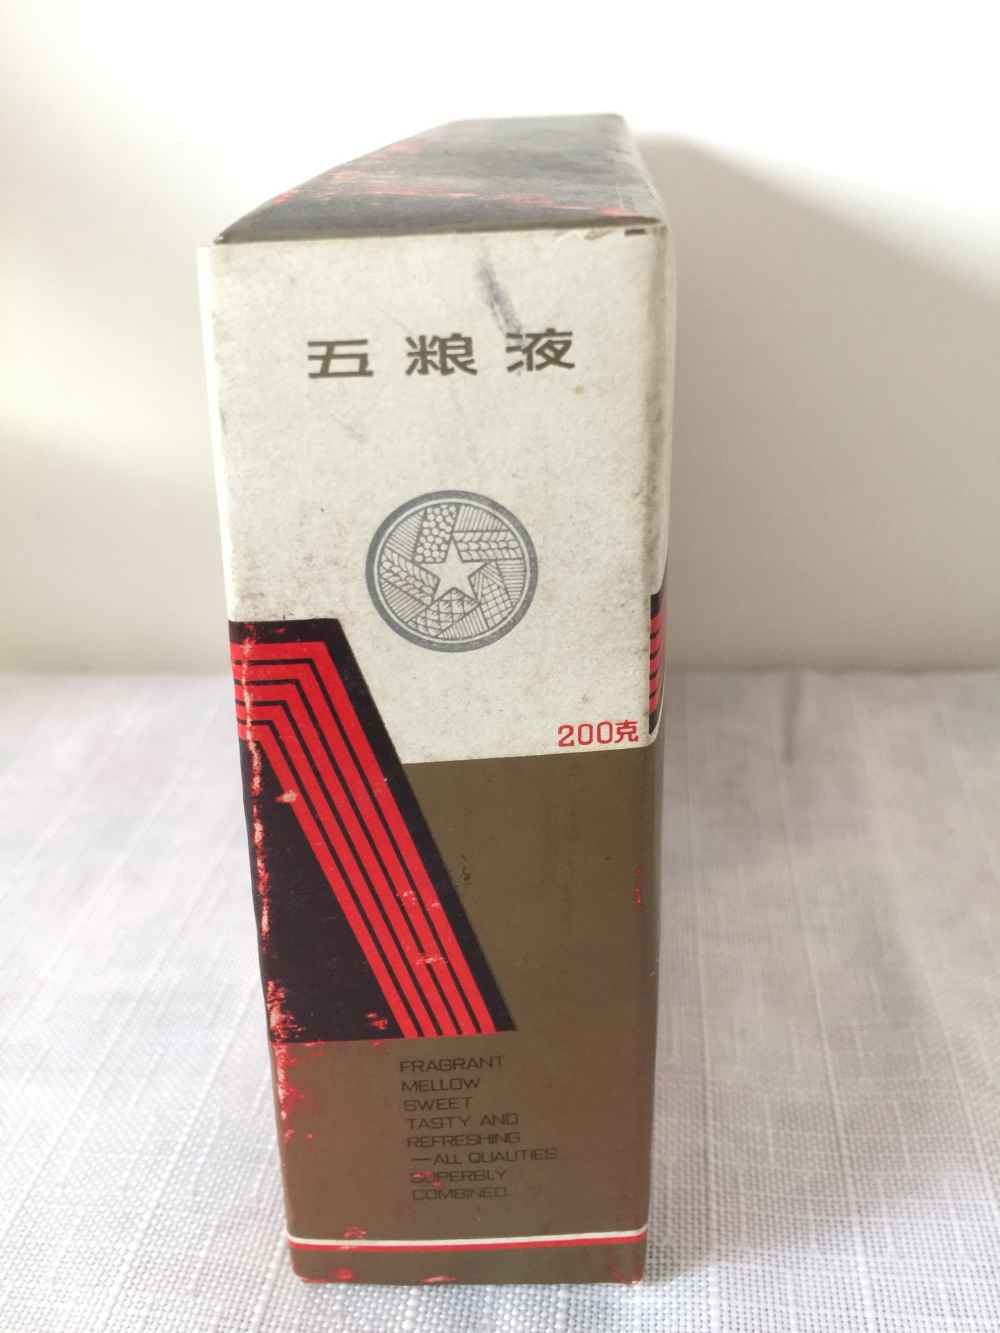 五粮液
200克
FRAGRANT
MELLOW
SWEET
TASTY AND
REFRESHING
—ALL QUALITIES
SUPERBLY
COMBINED.